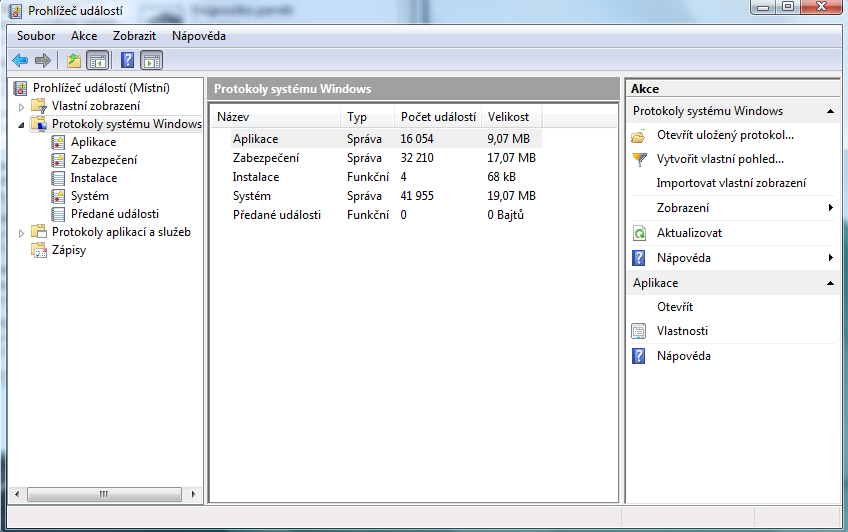 Prohlížeč událostí
Soubor Akce Zobrazit Nápověda
Prohlížeč událostí (Místní)
Vlastní zobrazení
Protokoly systému Windows
Aplikace
Zabezpečení
Instalace
Systém
Předané události
Protokoly aplikací a služeb
Zápisy
Protokoly systému Windows
Název Typ Počet událostí Velikost
Aplikace Správa 16 054 9,07 MB
Zabezpečení Správa 32 210 17,07 MB
Instalace Funkční 4 68 kB
Systém Správa 41 955 19,07 MB
Předané události Funkční 0 0 Bajtů
Akce
Protokoly systému Windows
Otevřít uložený protokol...
Vytvořit vlastní pohled...
Importovat vlastní zobrazení
Zobrazení
Aktualizovat
Nápověda
Aplikace
Otevřít
Vlastnosti
Nápověda